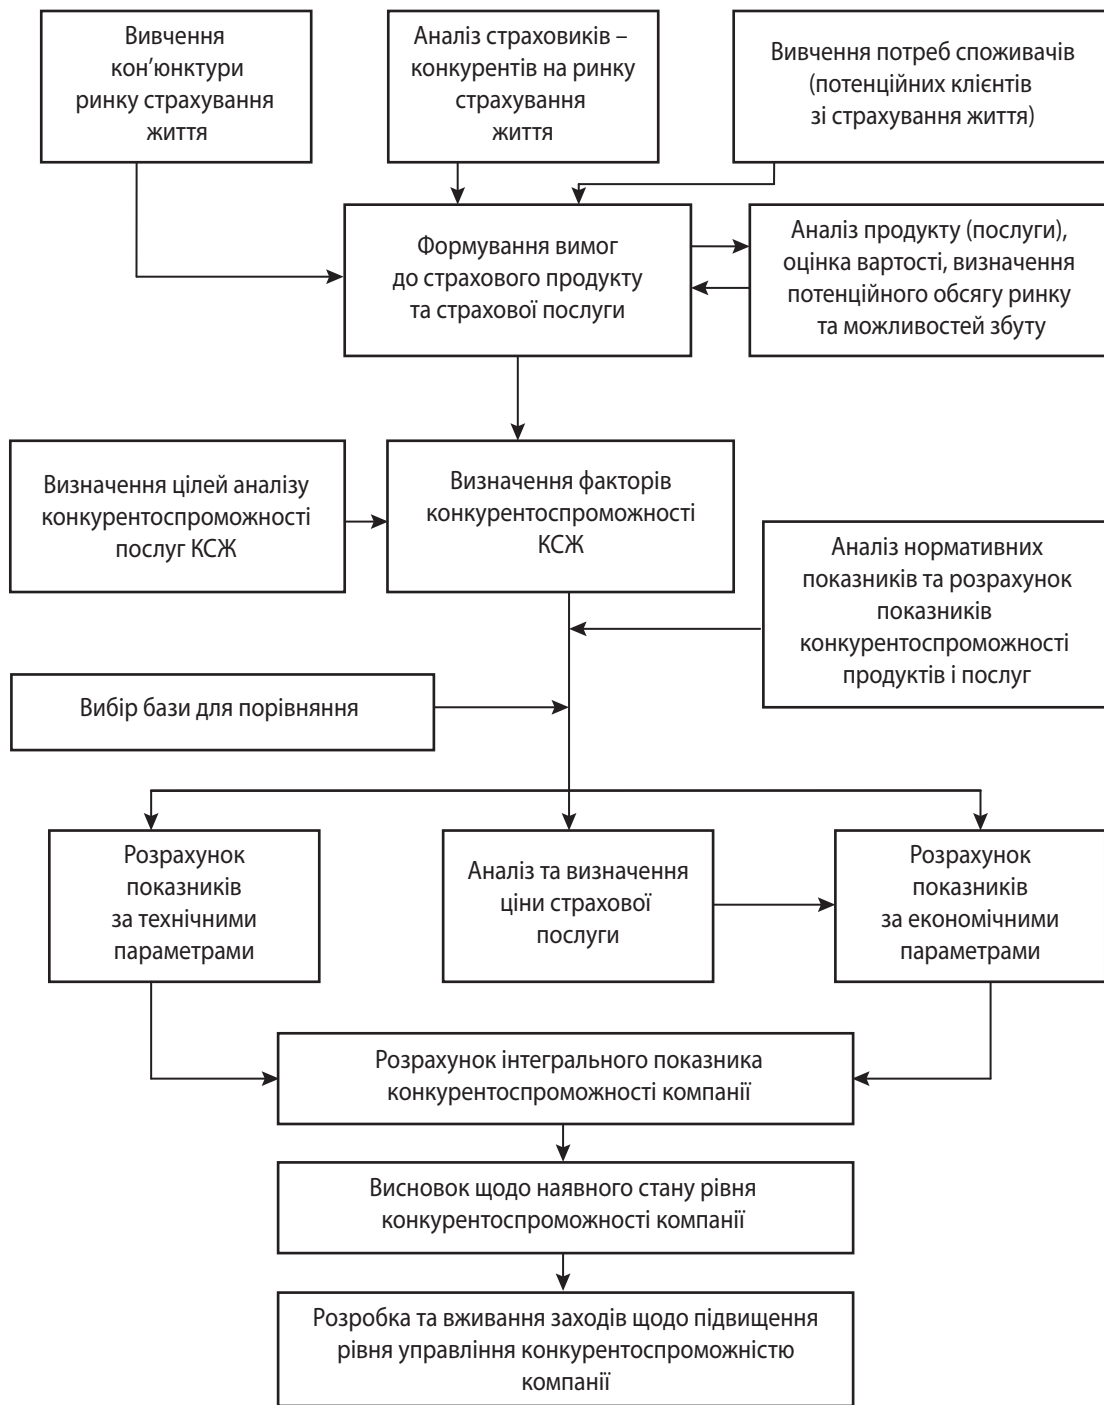 Вивчення
кон’юнктури
ринку страхування
життя
Аналіз страховиків –
конкурентів на ринку
страхування
життя
Вивчення потреб споживачів
(потенційних клієнтів
зі страхування життя)
Формування вимог
до страхового продукту
та страхової послуги
Аналіз продукту (послуги),
оцінка вартості, визначення
потенційного обсягу ринку
та можливостей збуту
Визначення цілей аналізу
конкурентоспроможності
послуг КСЖ
Визначення факторів
конкурентоспроможності
КСЖ
Аналіз нормативних
показників та розрахунок
показників
конкурентоспроможності
продуктів і послуг
Вибір бази для порівняння
Розрахунок
показників
за технічними
параметрами
Аналіз та визначення
ціни страхової
послуги
Розрахунок
показників
за економічними
параметрами
Розрахунок інтегрального показника
конкурентоспроможності компанії
Висновок щодо наявного стану рівня
конкурентоспроможності компанії
Розробка та вживання заходів щодо підвищення
рівня управління конкурентоспроможністю
компанії